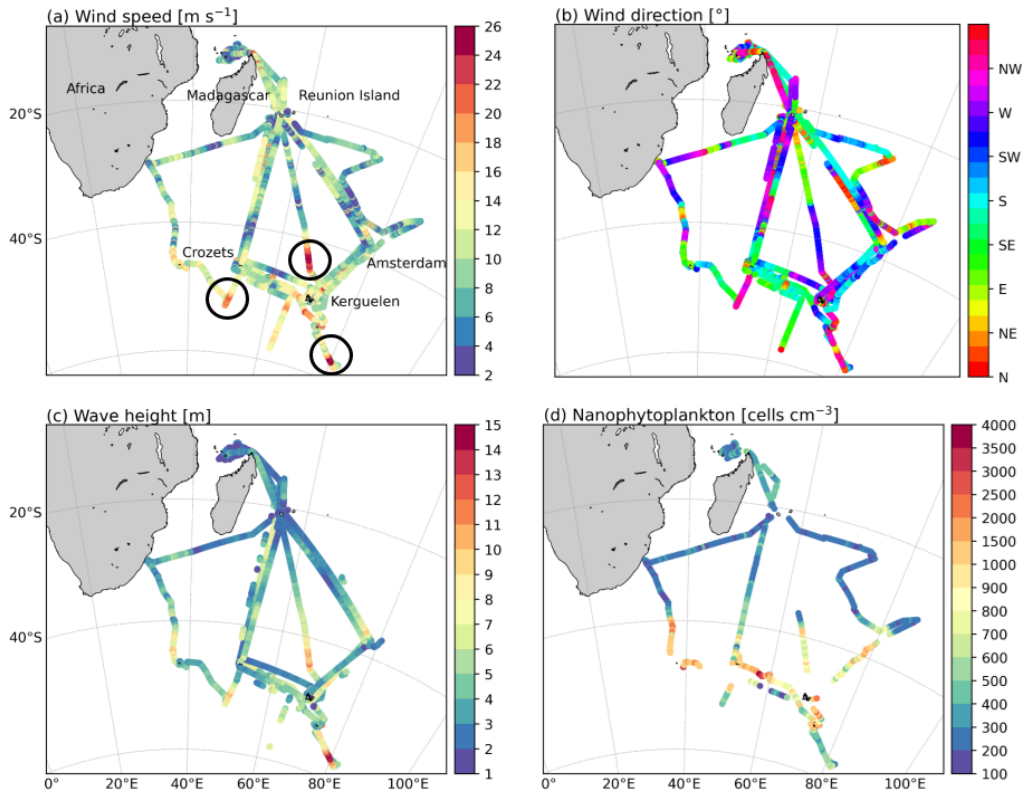 (a) Wind speed [m s⁻¹]
Africa
Madagascar
Reunion Island
Crozets
Amsterdam
Kerguelen
20°S
40°S
26
24
22
20
18
16
14
12
10
8
6
4
2
(b) Wind direction [°]
NW
W
SW
S
SE
E
NE
N
(c) Wave height [m]
20°S
40°S
0°
20°E
40°E
60°E
80°E
100°E
15
14
13
11
10
9
8
7
6
5
4
3
2
1
(d) Nanophytoplankton [cells cm⁻³]
0°
20°E
40°E
60°E
80°E
100°E
4000
3500
3000
2500
2000
1000
900
800
700
600
500
400
300
200
100